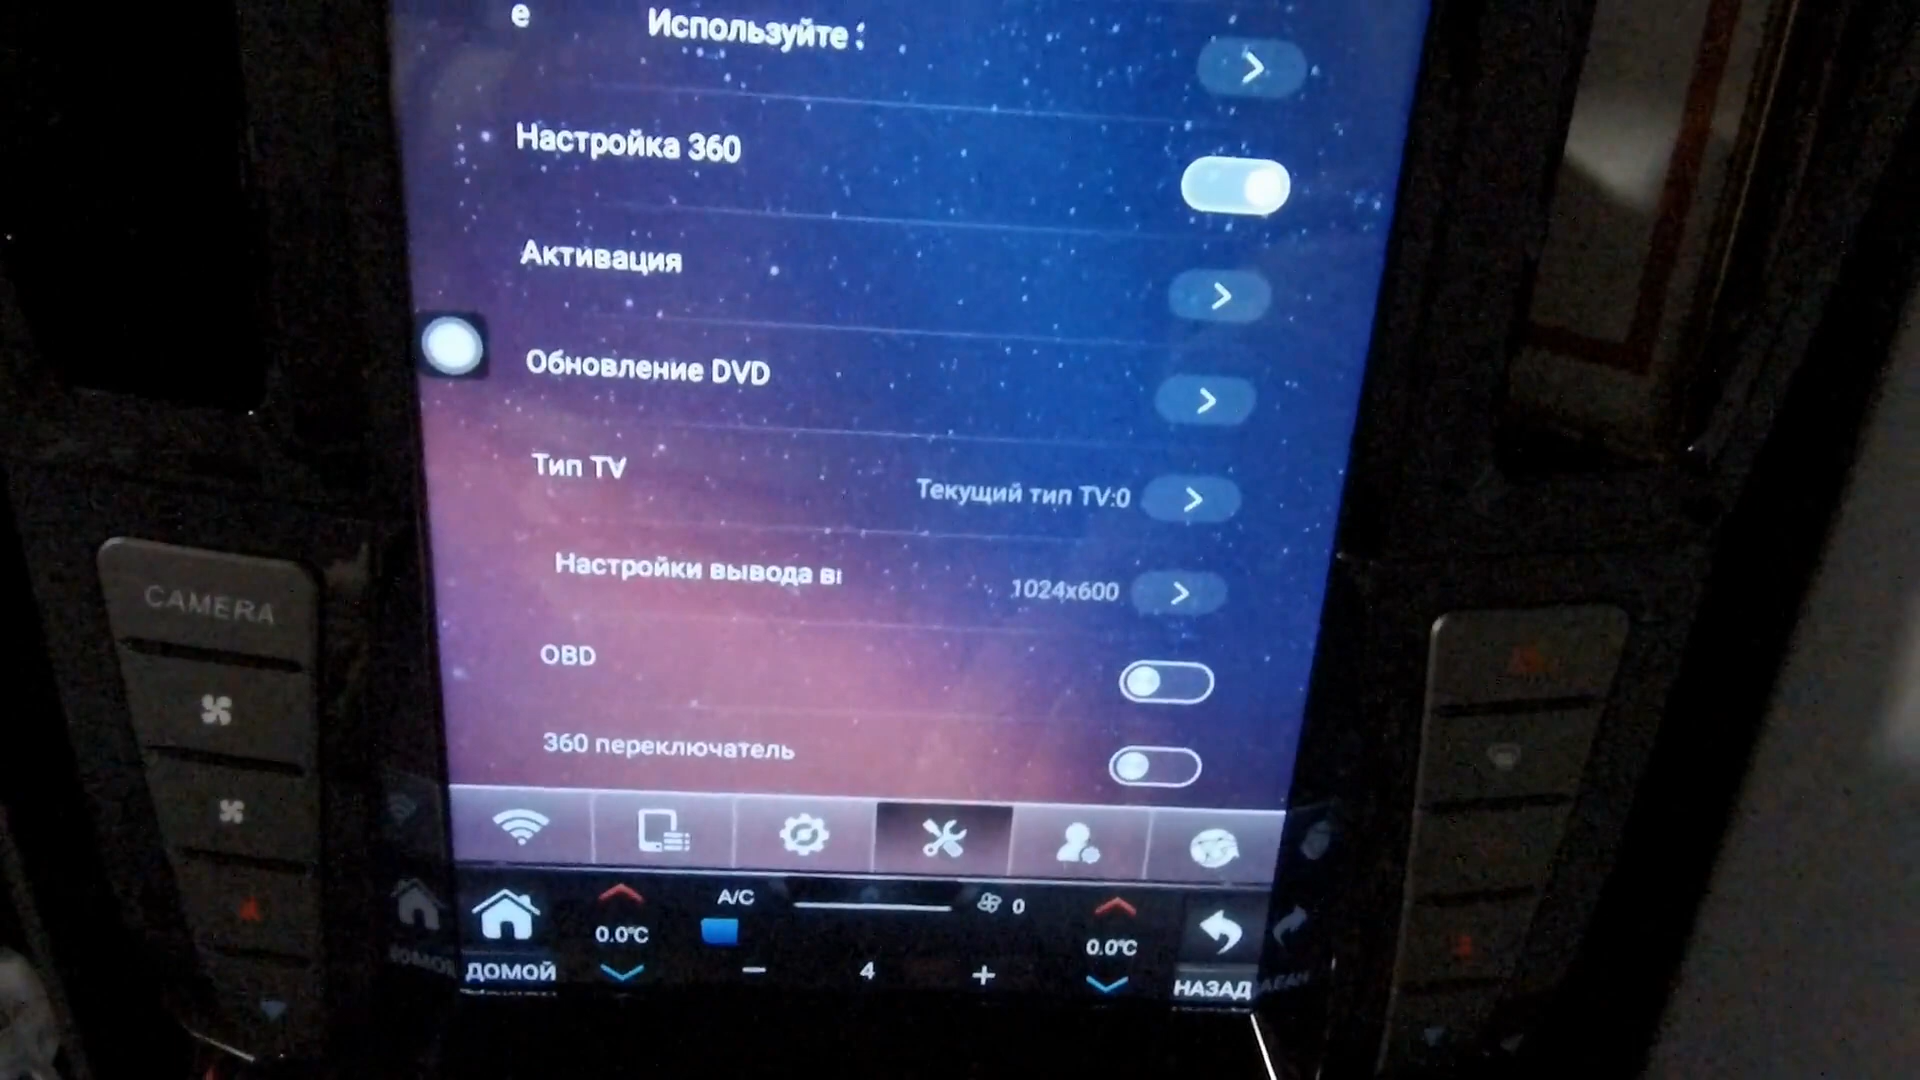 е
Используйте
Настройка 360
Активация
Обновление DVD
Тип TV
Текущий тип TV:0
Настройки вывода
1024x600
OBD
360 переключатель
CAMERA
A/C
0
0.0°C
0.0°C
ДОМОЙ
−
4
+
НАЗАД